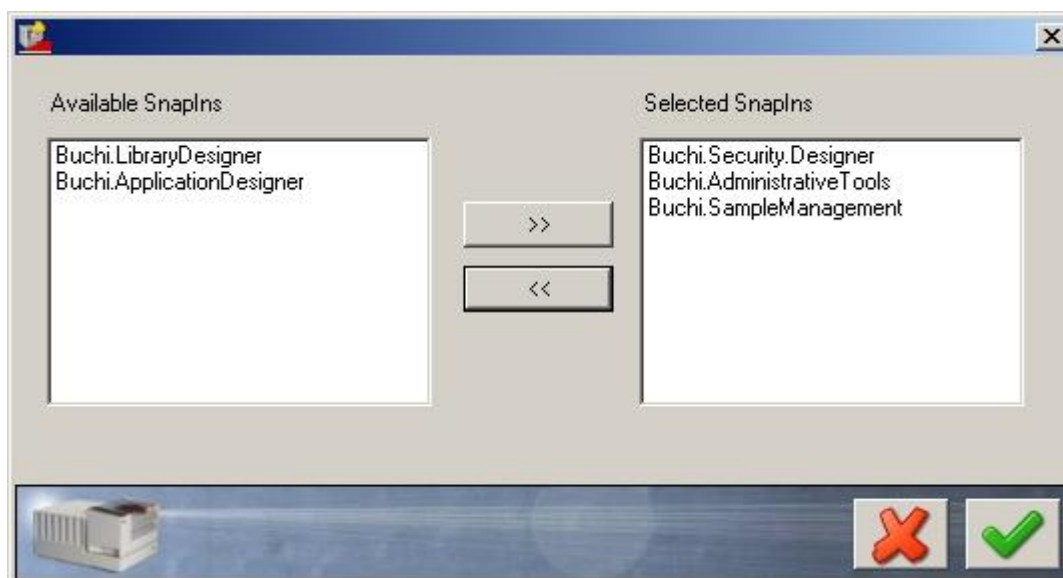 Available SnapIns
Selected SnapIns
Buchi.LibraryDesigner
Buchi.ApplicationDesigner
Buchi.Security.Designer
Buchi.AdministrativeTools
Buchi.SampleManagement
>>
<<